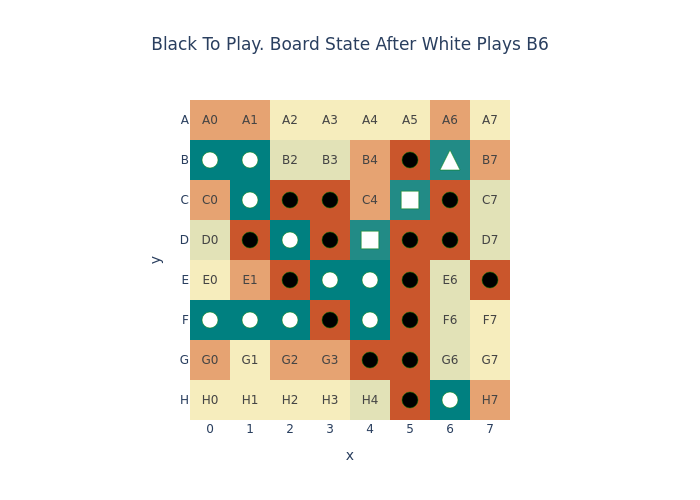 Black To Play. Board State After White Plays B6
A A0 A1 A2 A3 A4 A5 A6 A7
B B2 B3 B4 B7
C C0 C4 C7
D D0 D7
E E0 E1 E6
F F6 F7
G G0 G1 G2 G3 G6 G7
H H0 H1 H2 H3 H4 H7
0 1 2 3 4 5 6 7
x
y